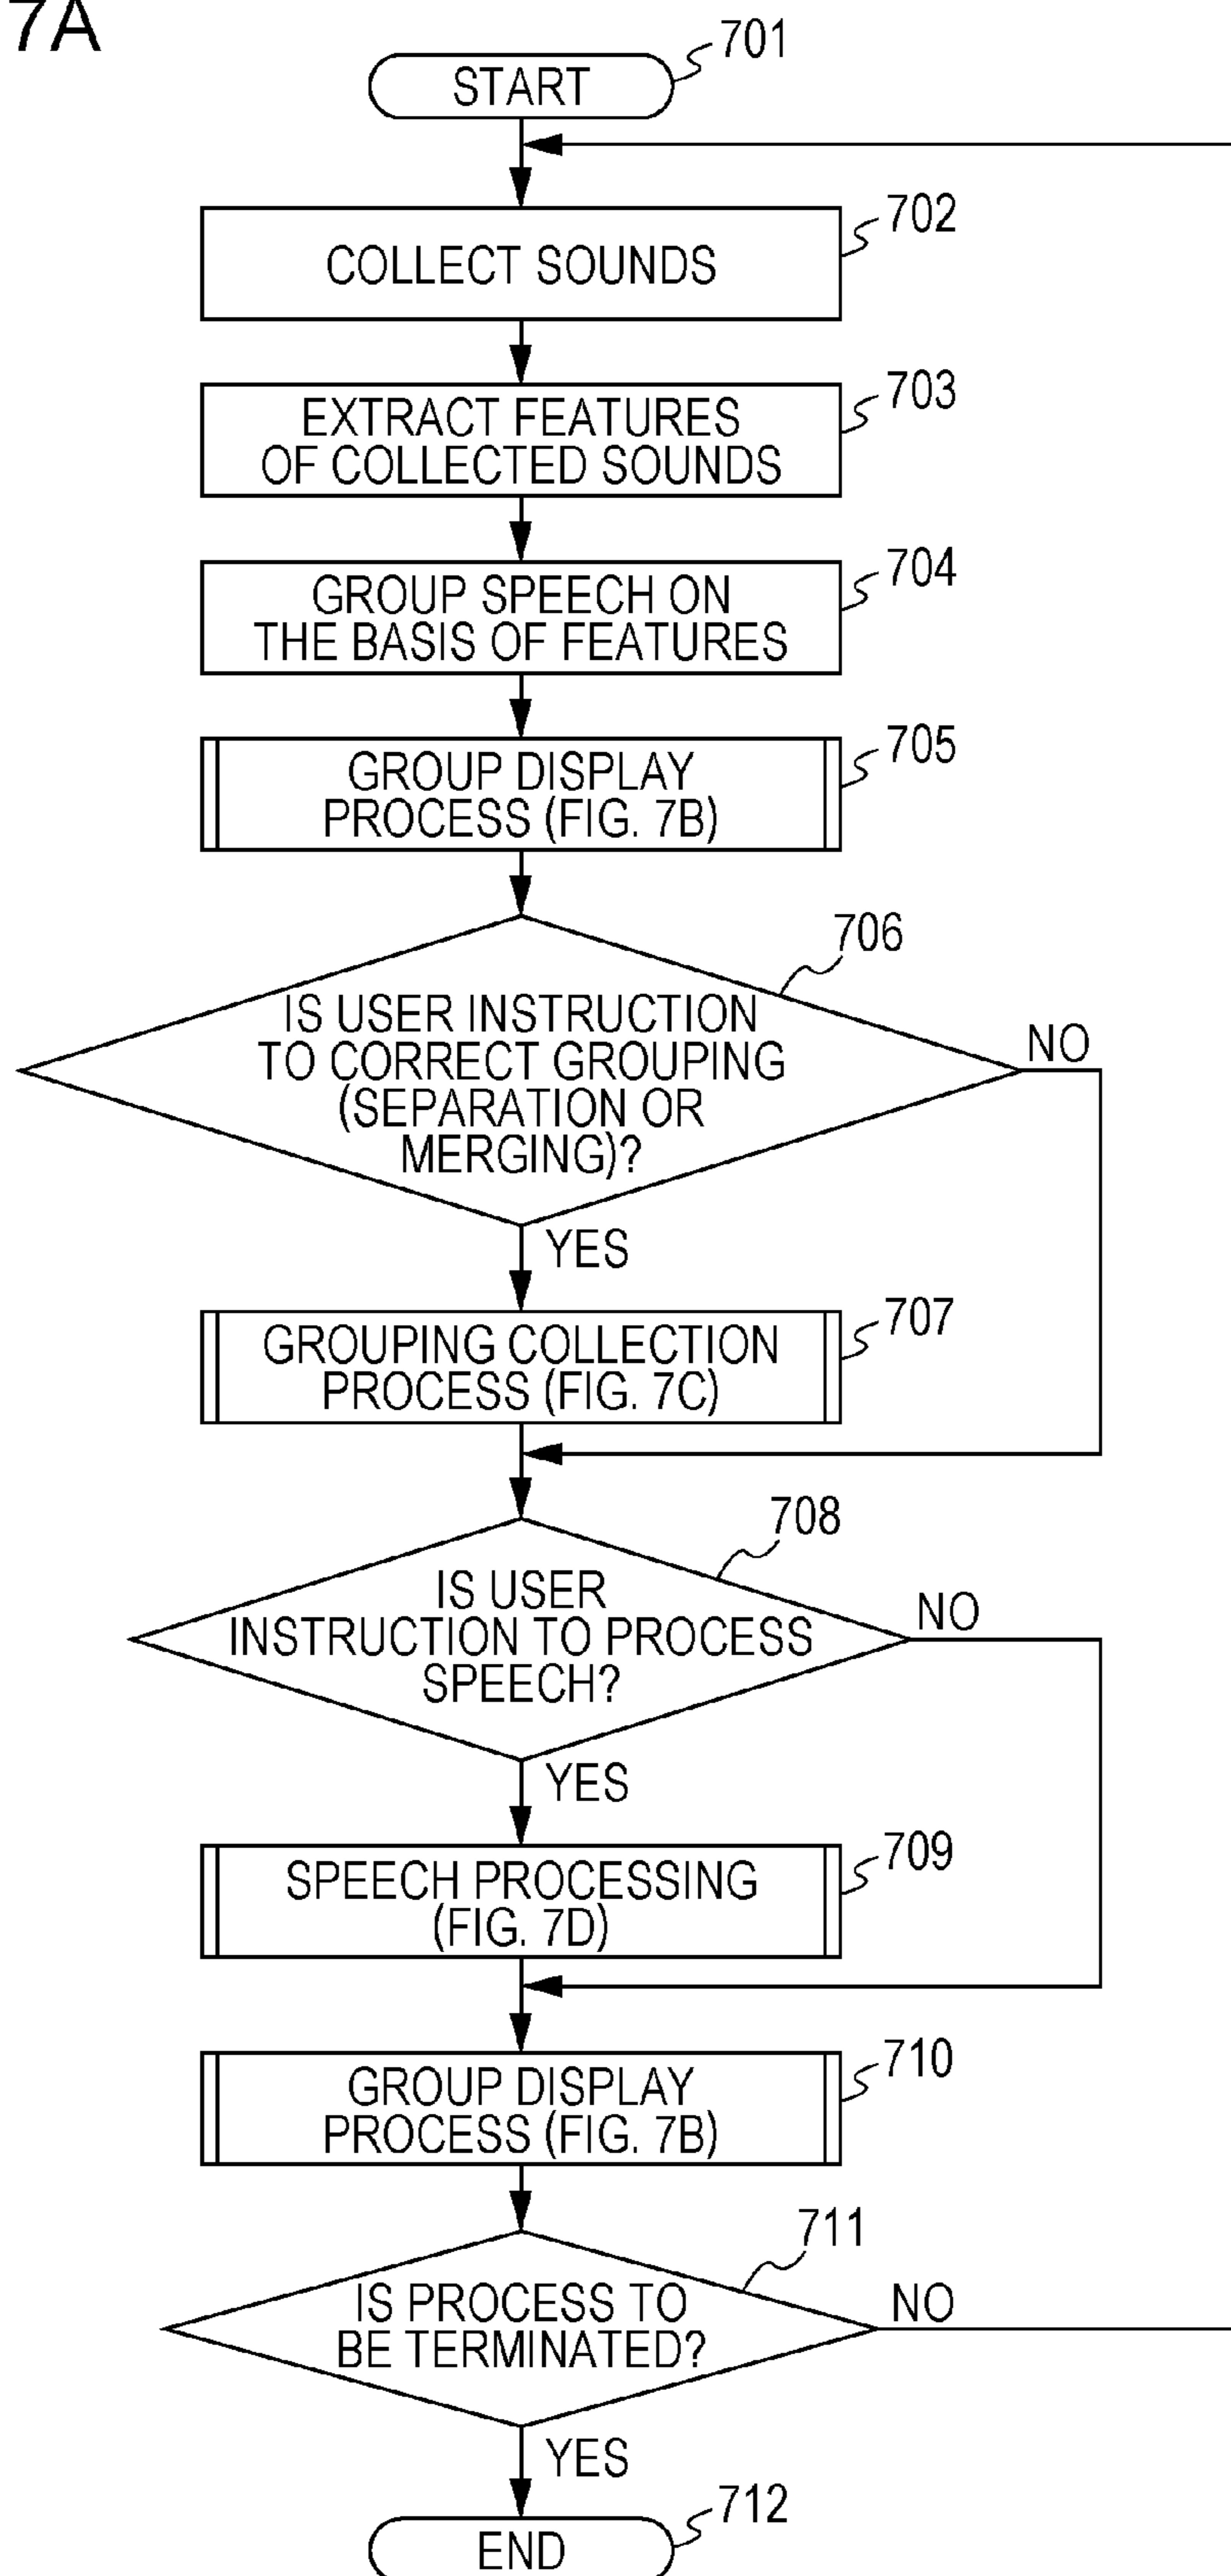 7A
701
START
702
COLLECT SOUNDS
703
EXTRACT FEATURES
OF COLLECTED SOUNDS
704
GROUP SPEECH ON
THE BASIS OF FEATURES
705
GROUP DISPLAY
PROCESS (FIG. 7B)
706
IS USER INSTRUCTION
TO CORRECT GROUPING
(SEPARATION OR
MERGING)?
NO
YES
707
GROUPING COLLECTION
PROCESS (FIG. 7C)
708
IS USER
INSTRUCTION TO PROCESS
SPEECH?
NO
YES
709
SPEECH PROCESSING
(FIG. 7D)
710
GROUP DISPLAY
PROCESS (FIG. 7B)
711
IS PROCESS TO
BE TERMINATED?
NO
YES
712
END